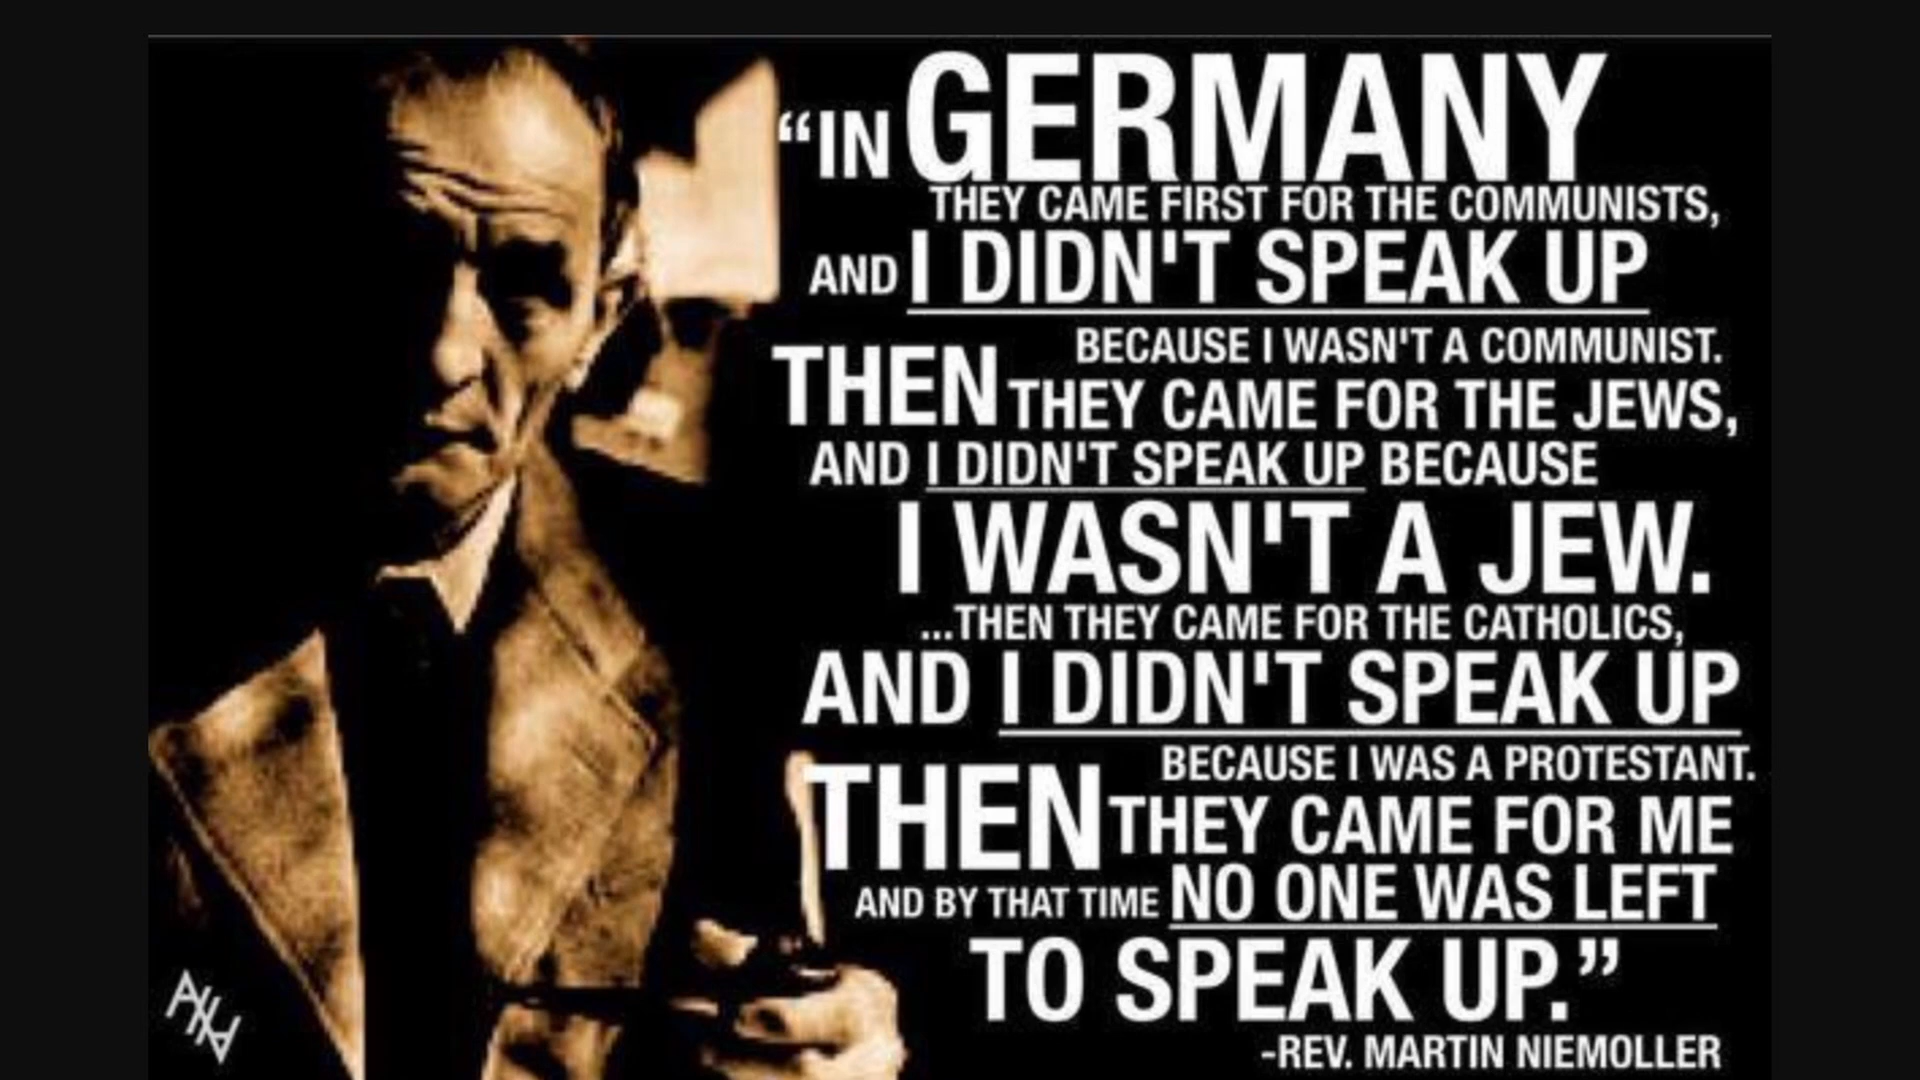 “IN GERMANY
THEY CAME FIRST FOR THE COMMUNISTS,
AND I DIDN'T SPEAK UP
BECAUSE I WASN'T A COMMUNIST.
THEN THEY CAME FOR THE JEWS,
AND I DIDN'T SPEAK UP BECAUSE
I WASN'T A JEW.
...THEN THEY CAME FOR THE CATHOLICS,
AND I DIDN'T SPEAK UP
BECAUSE I WAS A PROTESTANT.
THEN THEY CAME FOR ME
AND BY THAT TIME NO ONE WAS LEFT
TO SPEAK UP.”
-REV. MARTIN NIEMOLLER